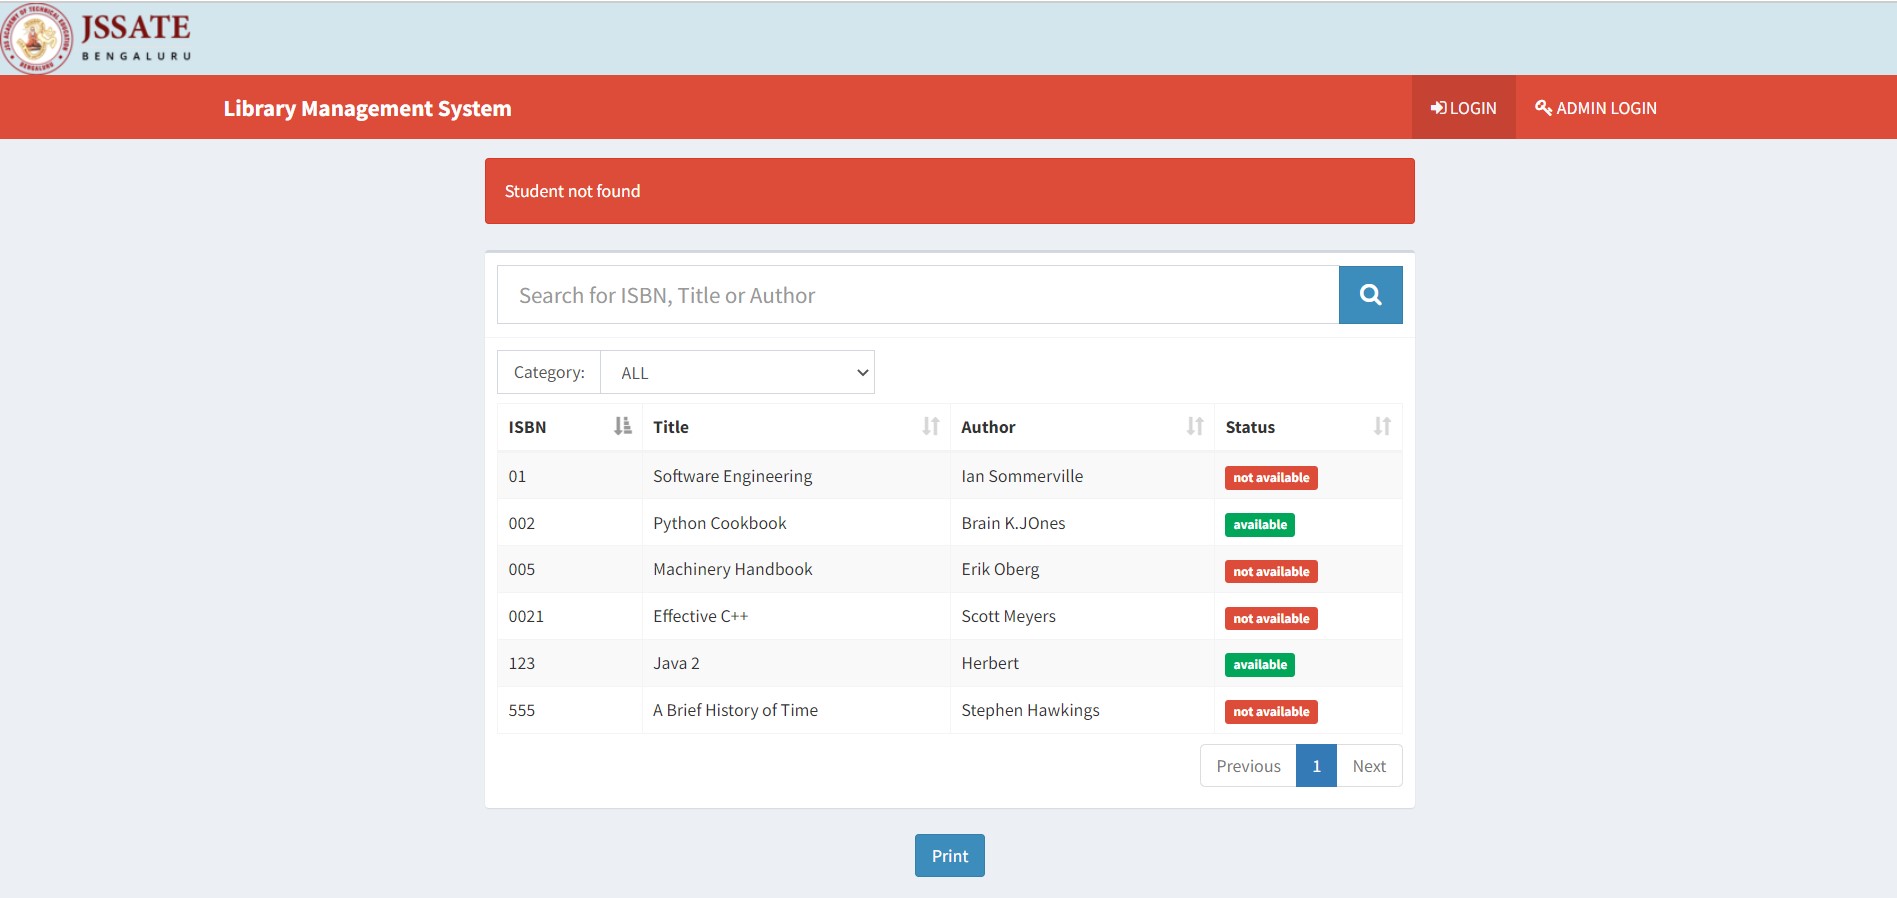 JSSATE
BENGALURU
Library Management System LOGIN ADMIN LOGIN
Student not found
Search for ISBN, Title or Author
Category: ALL
ISBN Title Author Status
01 Software Engineering Ian Sommerville not available
002 Python Cookbook Brain K.JOnes available
005 Machinery Handbook Erik Oberg not available
0021 Effective C++ Scott Meyers not available
123 Java 2 Herbert available
555 A Brief History of Time Stephen Hawkings not available
Previous 1 Next
Print